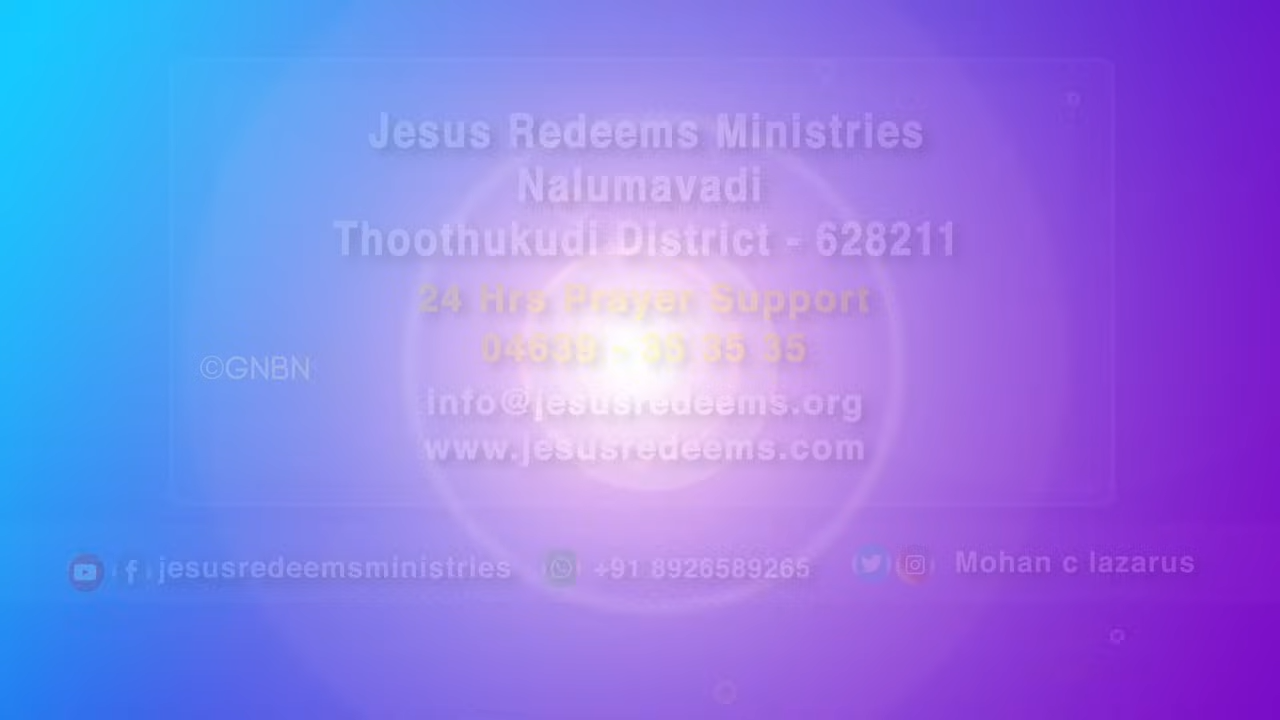 Jesus Redeems Ministries
Nalumavadi
Thoothukudi District - 628211
24 Hrs Prayer Support
04639 - 35 35 35
©GNBN
info@jesusredeems.org
www.jesusredeems.com
jesusredeemsministries +91 8926589265 Mohan c lazarus